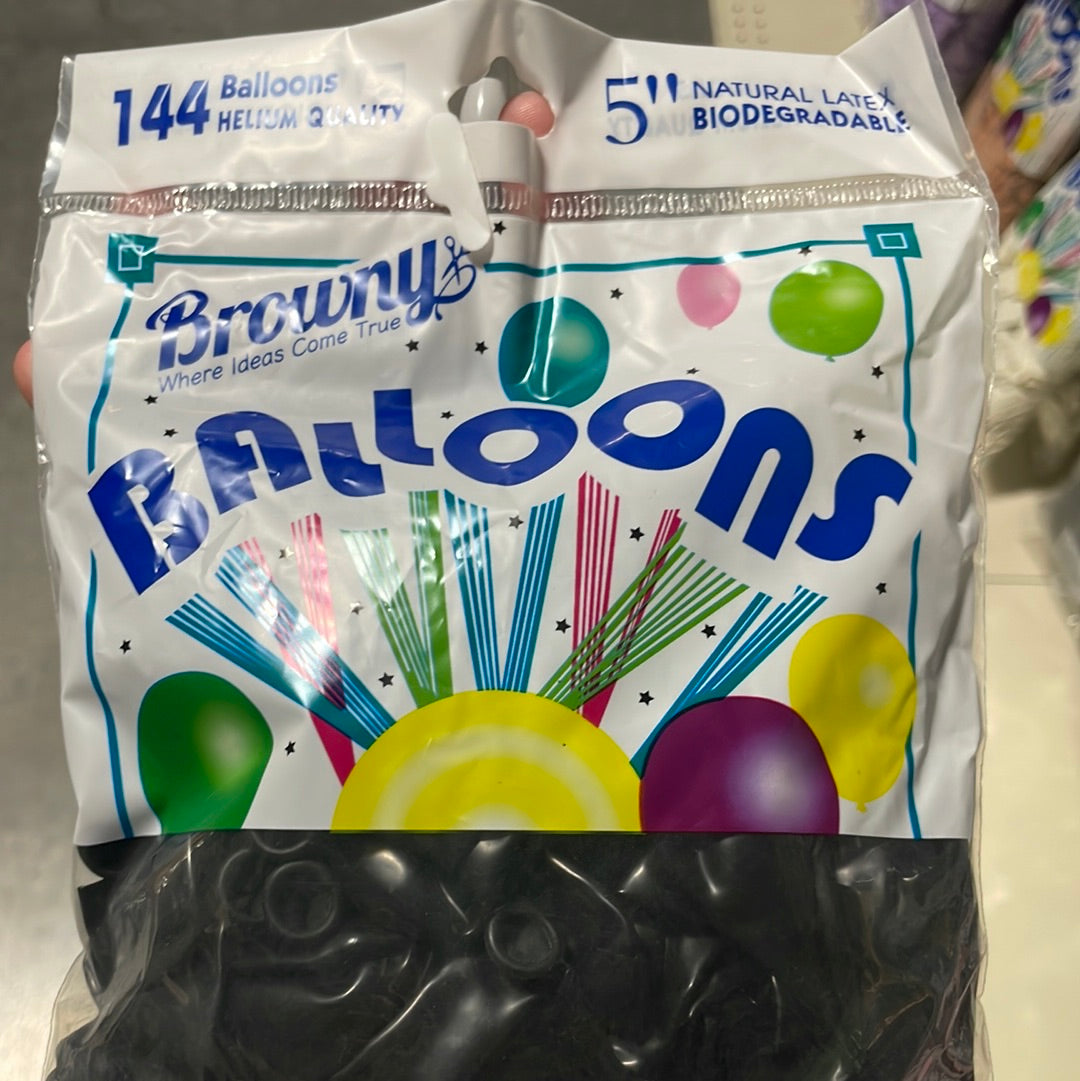 144 Balloons
HELIUM QUALITY
5" NATURAL LATEX
BIODEGRADABLE
Browny
Where Ideas Come True
BALLOONS